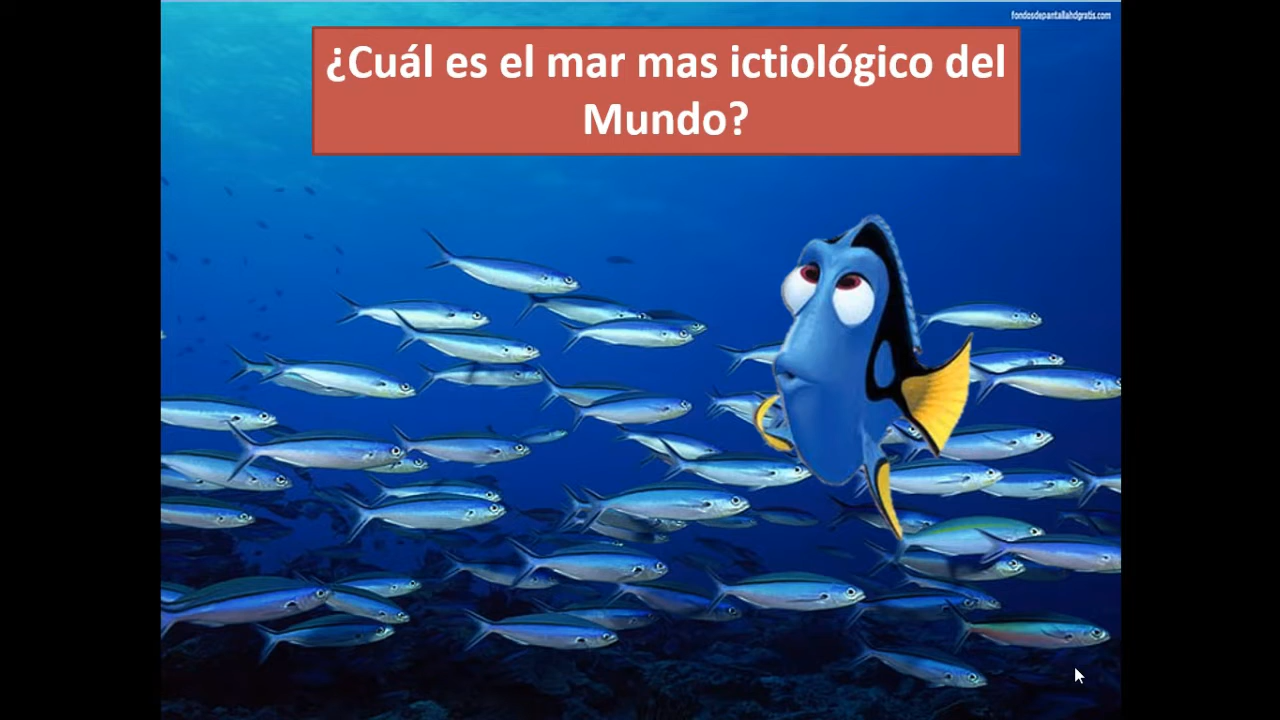 fondosdepantallahdgratis.com
¿Cuál es el mar mas ictiológico del
Mundo?